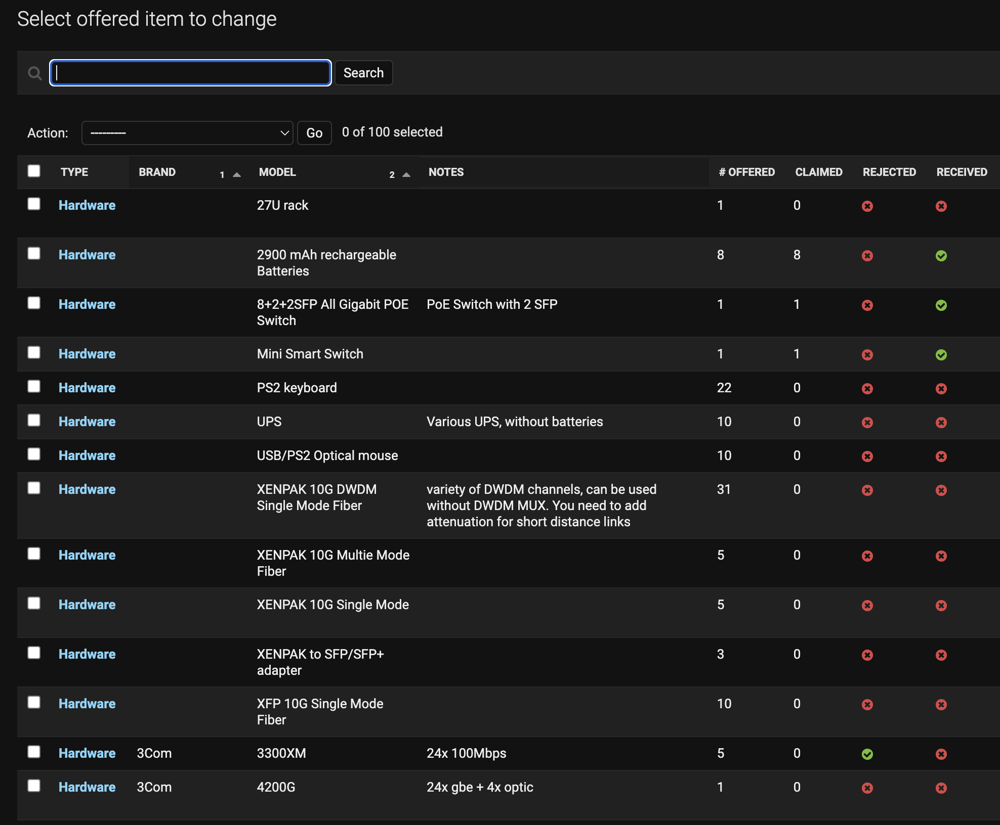 Select offered item to change
Search
Action: --------- Go 0 of 100 selected
TYPE BRAND 1 MODEL 2 NOTES # OFFERED CLAIMED REJECTED RECEIVED
Hardware 27U rack 1 0
Hardware 2900 mAh rechargeable 8 8
Batteries
Hardware 8+2+2SFP All Gigabit POE PoE Switch with 2 SFP 1 1
Switch
Hardware Mini Smart Switch 1 1
Hardware PS2 keyboard 22 0
Hardware UPS Various UPS, without batteries 10 0
Hardware USB/PS2 Optical mouse 10 0
Hardware XENPAK 10G DWDM variety of DWDM channels, can be used 31 0
Single Mode Fiber without DWDM MUX. You need to add
attenuation for short distance links
Hardware XENPAK 10G Multie Mode 5 0
Fiber
Hardware XENPAK 10G Single Mode 5 0
Hardware XENPAK to SFP/SFP+ 3 0
adapter
Hardware XFP 10G Single Mode 10 0
Fiber
Hardware 3Com 3300XM 24x 100Mbps 5 0
Hardware 3Com 4200G 24x gbe + 4x optic 1 0